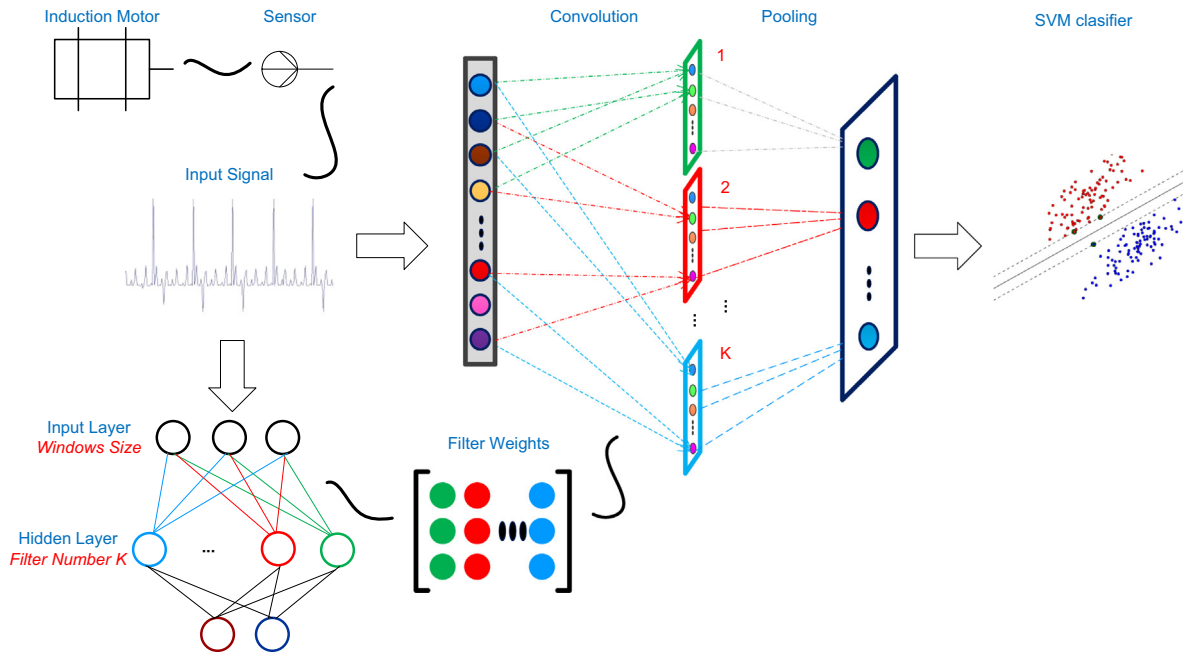 Induction Motor
Sensor
Convolution
Pooling
SVM clasifier
1
Input Signal
2
...
...
K
Input Layer
Windows Size
Filter Weights
Hidden Layer
Filter Number K
...